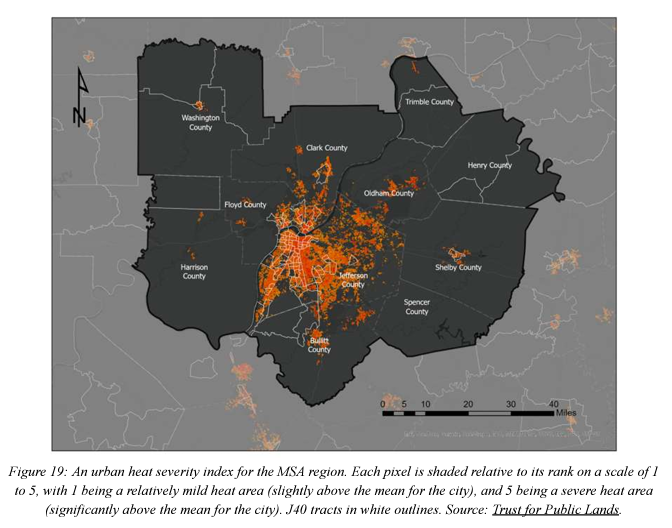 N
Washington
County
Trimble County
Clark County
Henry County
Oldham County
Floyd County
Harrison
County
Jefferson
County
Shelby County
Spencer
County
Bullitt
County
0 5 10 20 30 40
Miles
Figure 19: An urban heat severity index for the MSA region. Each pixel is shaded relative to its rank on a scale of 1
to 5, with 1 being a relatively mild heat area (slightly above the mean for the city), and 5 being a severe heat area
(significantly above the mean for the city). J40 tracts in white outlines. Source: Trust for Public Lands.